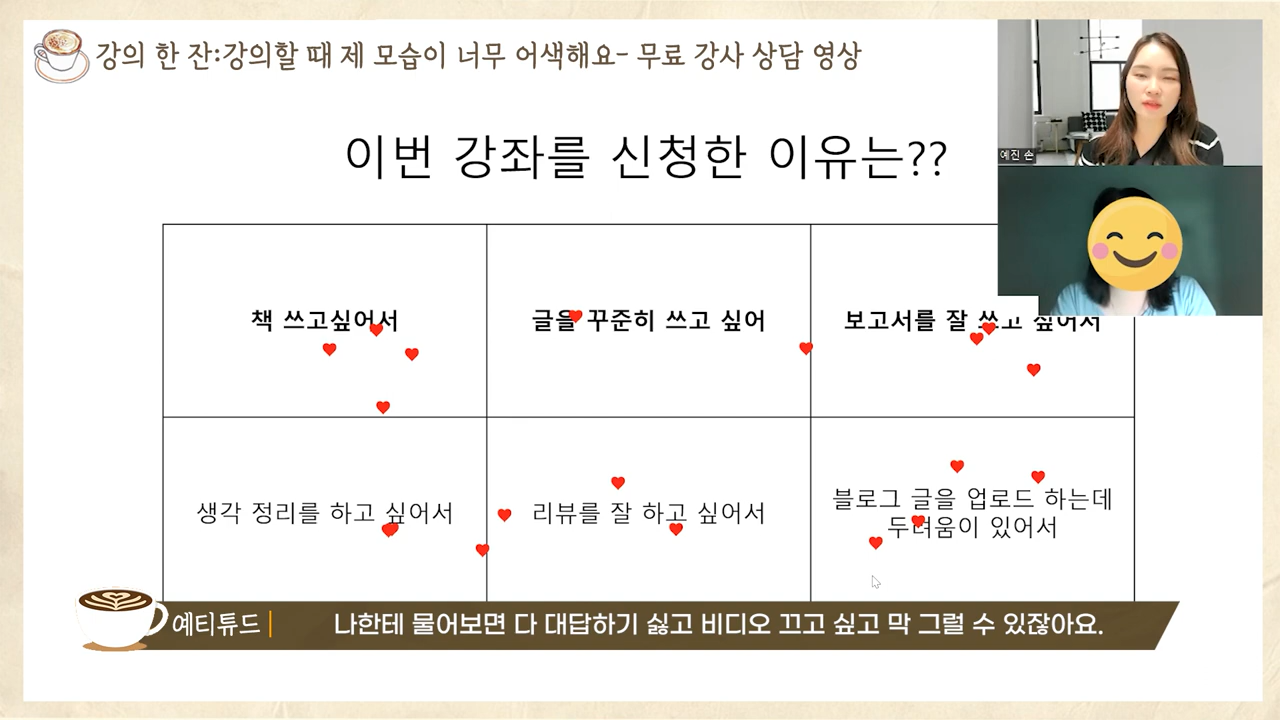 강의 한 잔:강의할 때 제 모습이 너무 어색해요- 무료 강사 상담 영상
예진 손
이번 강좌를 신청한 이유는??
책 쓰고싶어서
글을 꾸준히 쓰고 싶어
보고서를 잘 쓰고 싶어서
생각 정리를 하고 싶어서
리뷰를 잘 하고 싶어서
블로그 글을 업로드 하는데
두려움이 있어서
예티튜드
나한테 물어보면 다 대답하기 싫고 비디오 끄고 싶고 막 그럴 수 있잖아요.